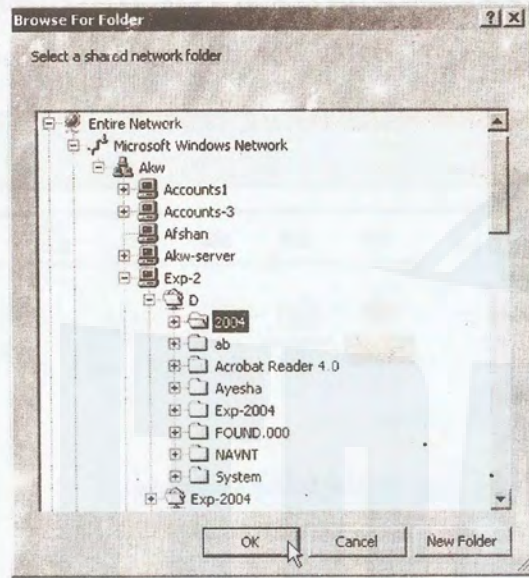 Browse For Folder
Select a shared network folder
Entire Network
Microsoft Windows Network
Akw
Accounts1
Accounts-3
Afshan
Akw-server
Exp-2
D
2004
ab
Acrobat Reader 4.0
Ayesha
Exp-2004
FOUND.000
NAVNT
System
Exp-2004
OK Cancel New Folder